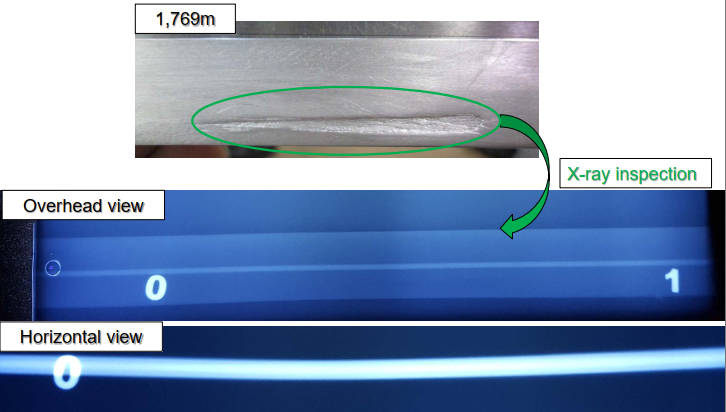 1,769m
X-ray inspection
Overhead view
0
1
Horizontal view
0